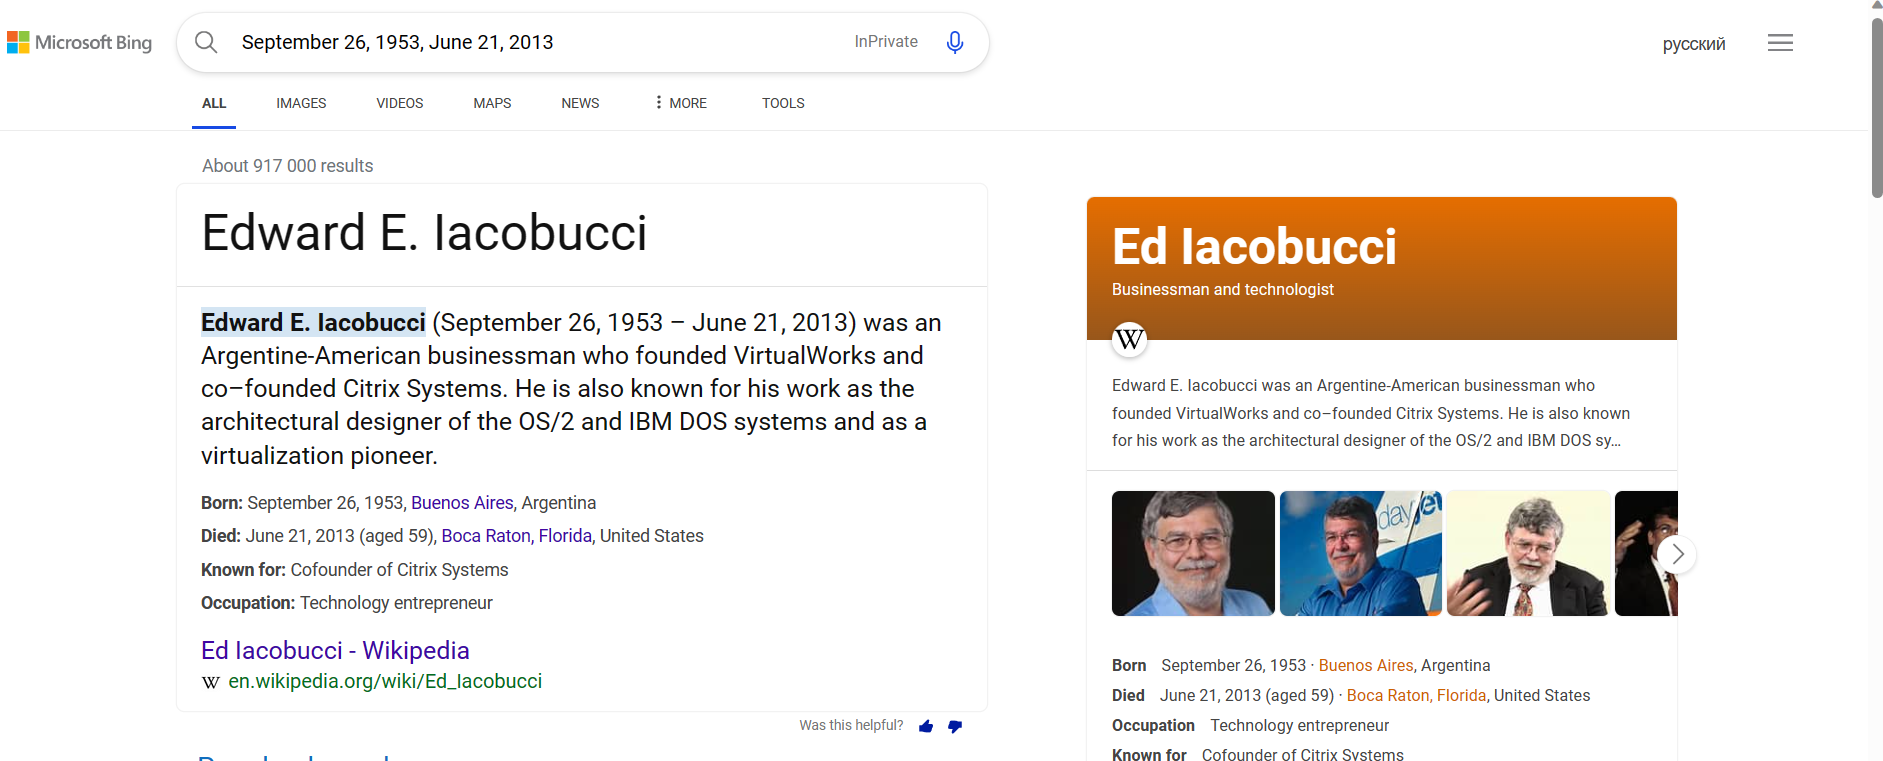 Microsoft Bing
September 26, 1953, June 21, 2013
InPrivate
русский
ALL
IMAGES
VIDEOS
MAPS
NEWS
MORE
TOOLS
About 917 000 results
Edward E. Iacobucci
Edward E. Iacobucci (September 26, 1953 – June 21, 2013) was an
Argentine-American businessman who founded VirtualWorks and
co–founded Citrix Systems. He is also known for his work as the
architectural designer of the OS/2 and IBM DOS systems and as a
virtualization pioneer.
Born: September 26, 1953, Buenos Aires, Argentina
Died: June 21, 2013 (aged 59), Boca Raton, Florida, United States
Known for: Cofounder of Citrix Systems
Occupation: Technology entrepreneur
Ed Iacobucci - Wikipedia
W en.wikipedia.org/wiki/Ed_Iacobucci
Was this helpful?
Ed Iacobucci
Businessman and technologist
W
Edward E. Iacobucci was an Argentine-American businessman who
founded VirtualWorks and co–founded Citrix Systems. He is also known
for his work as the architectural designer of the OS/2 and IBM DOS sy...
dayjet
Born September 26, 1953 · Buenos Aires, Argentina
Died June 21, 2013 (aged 59) · Boca Raton, Florida, United States
Occupation Technology entrepreneur
Known for Cofounder of Citrix Systems